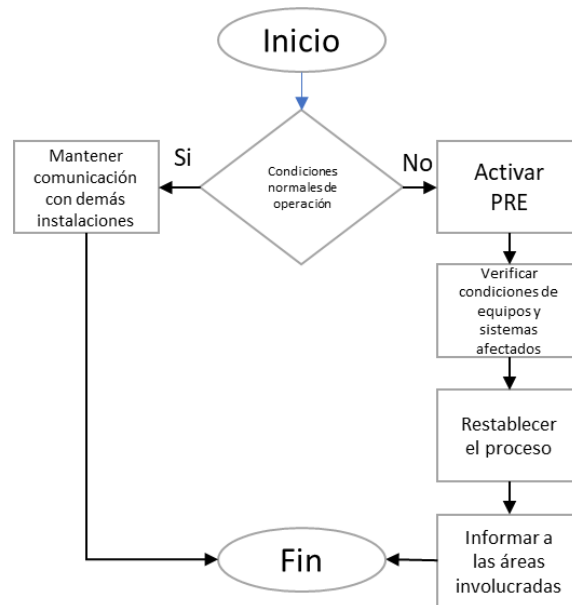 Inicio
Mantener
comunicación
con demás
instalaciones
Si
Condiciones
normales de
operación
No
Activar
PRE
Verificar
condiciones de
equipos y
sistemas
afectados
Restablecer
el proceso
Informar a
las áreas
involucradas
Fin